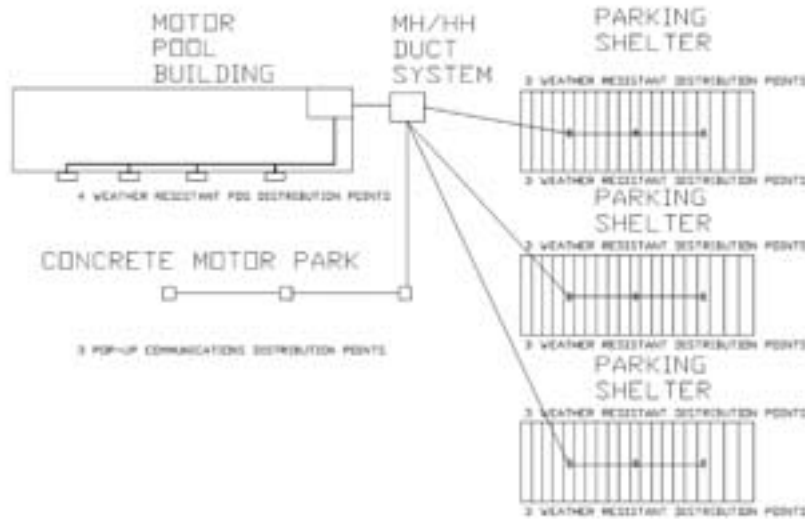 MOTOR
POOL
BUILDING
MH/HH
DUCT
SYSTEM
PARKING
SHELTER
3 WEATHER RESISTANT DISTRIBUTION POINTS
3 WEATHER RESISTANT DISTRIBUTION POINTS
4 WEATHER RESISTANT PDS DISTRIBUTION POINTS
PARKING
SHELTER
3 WEATHER RESISTANT DISTRIBUTION POINTS
3 WEATHER RESISTANT DISTRIBUTION POINTS
CONCRETE MOTOR PARK
3 POP-UP COMMUNICATIONS DISTRIBUTION POINTS
PARKING
SHELTER
3 WEATHER RESISTANT DISTRIBUTION POINTS
3 WEATHER RESISTANT DISTRIBUTION POINTS